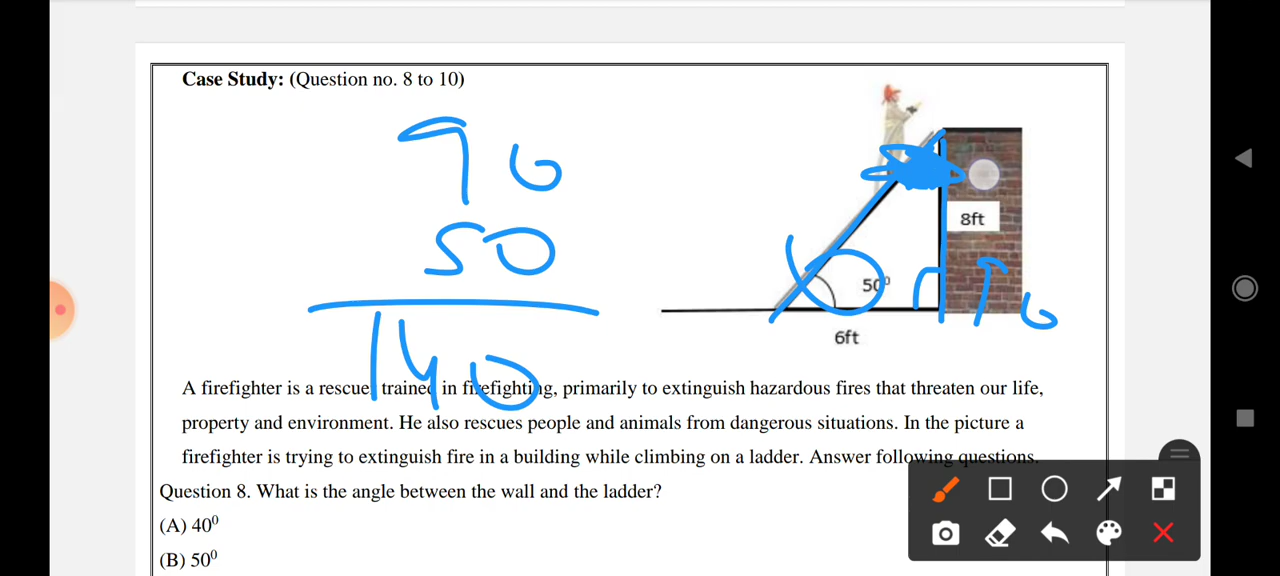 Case Study: (Question no. 8 to 10)
90
50
140
8ft
50⁰
90
6ft
A firefighter is a rescuer trained in firefighting, primarily to extinguish hazardous fires that threaten our life,
property and environment. He also rescues people and animals from dangerous situations. In the picture a
firefighter is trying to extinguish fire in a building while climbing on a ladder. Answer following questions.
Question 8. What is the angle between the wall and the ladder?
(A) 40⁰
(B) 50⁰